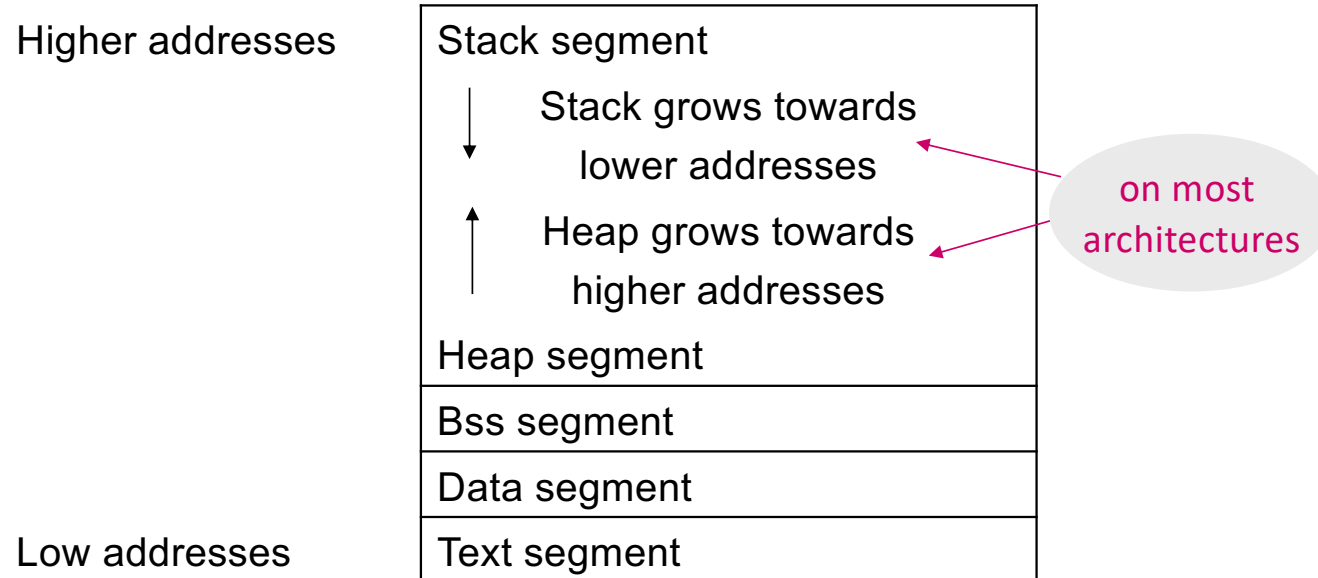 Higher addresses
Stack segment
Stack grows towards
lower addresses
on most
architectures
Heap grows towards
higher addresses
Heap segment
Bss segment
Data segment
Low addresses
Text segment